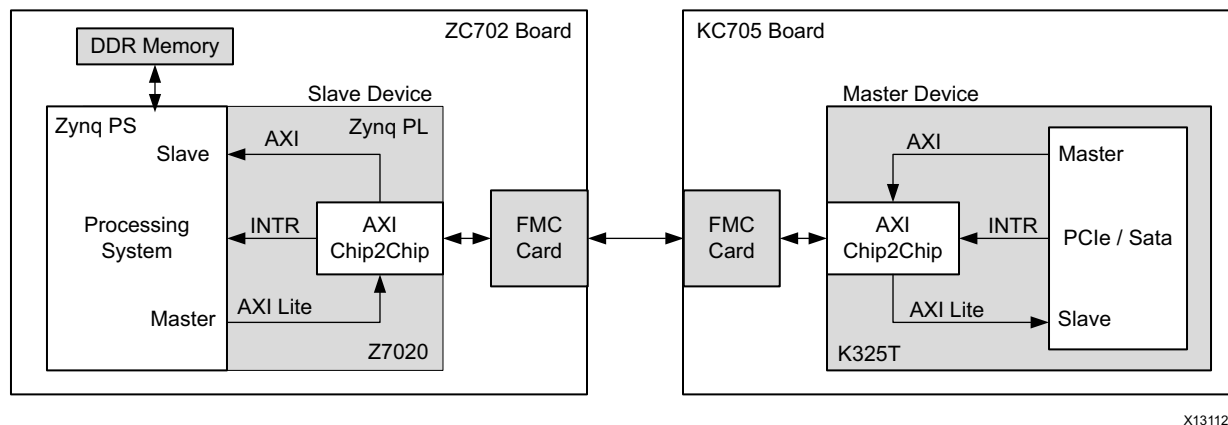 ZC702 Board
DDR Memory
Slave Device
Zynq PS
Zynq PL
AXI
Slave
Processing
System
INTR
AXI
Chip2Chip
FMC
Card
AXI Lite
Master
Z7020
KC705 Board
Master Device
AXI
Master
FMC
Card
AXI
Chip2Chip
INTR
PCIe / Sata
AXI Lite
Slave
K325T
X13112